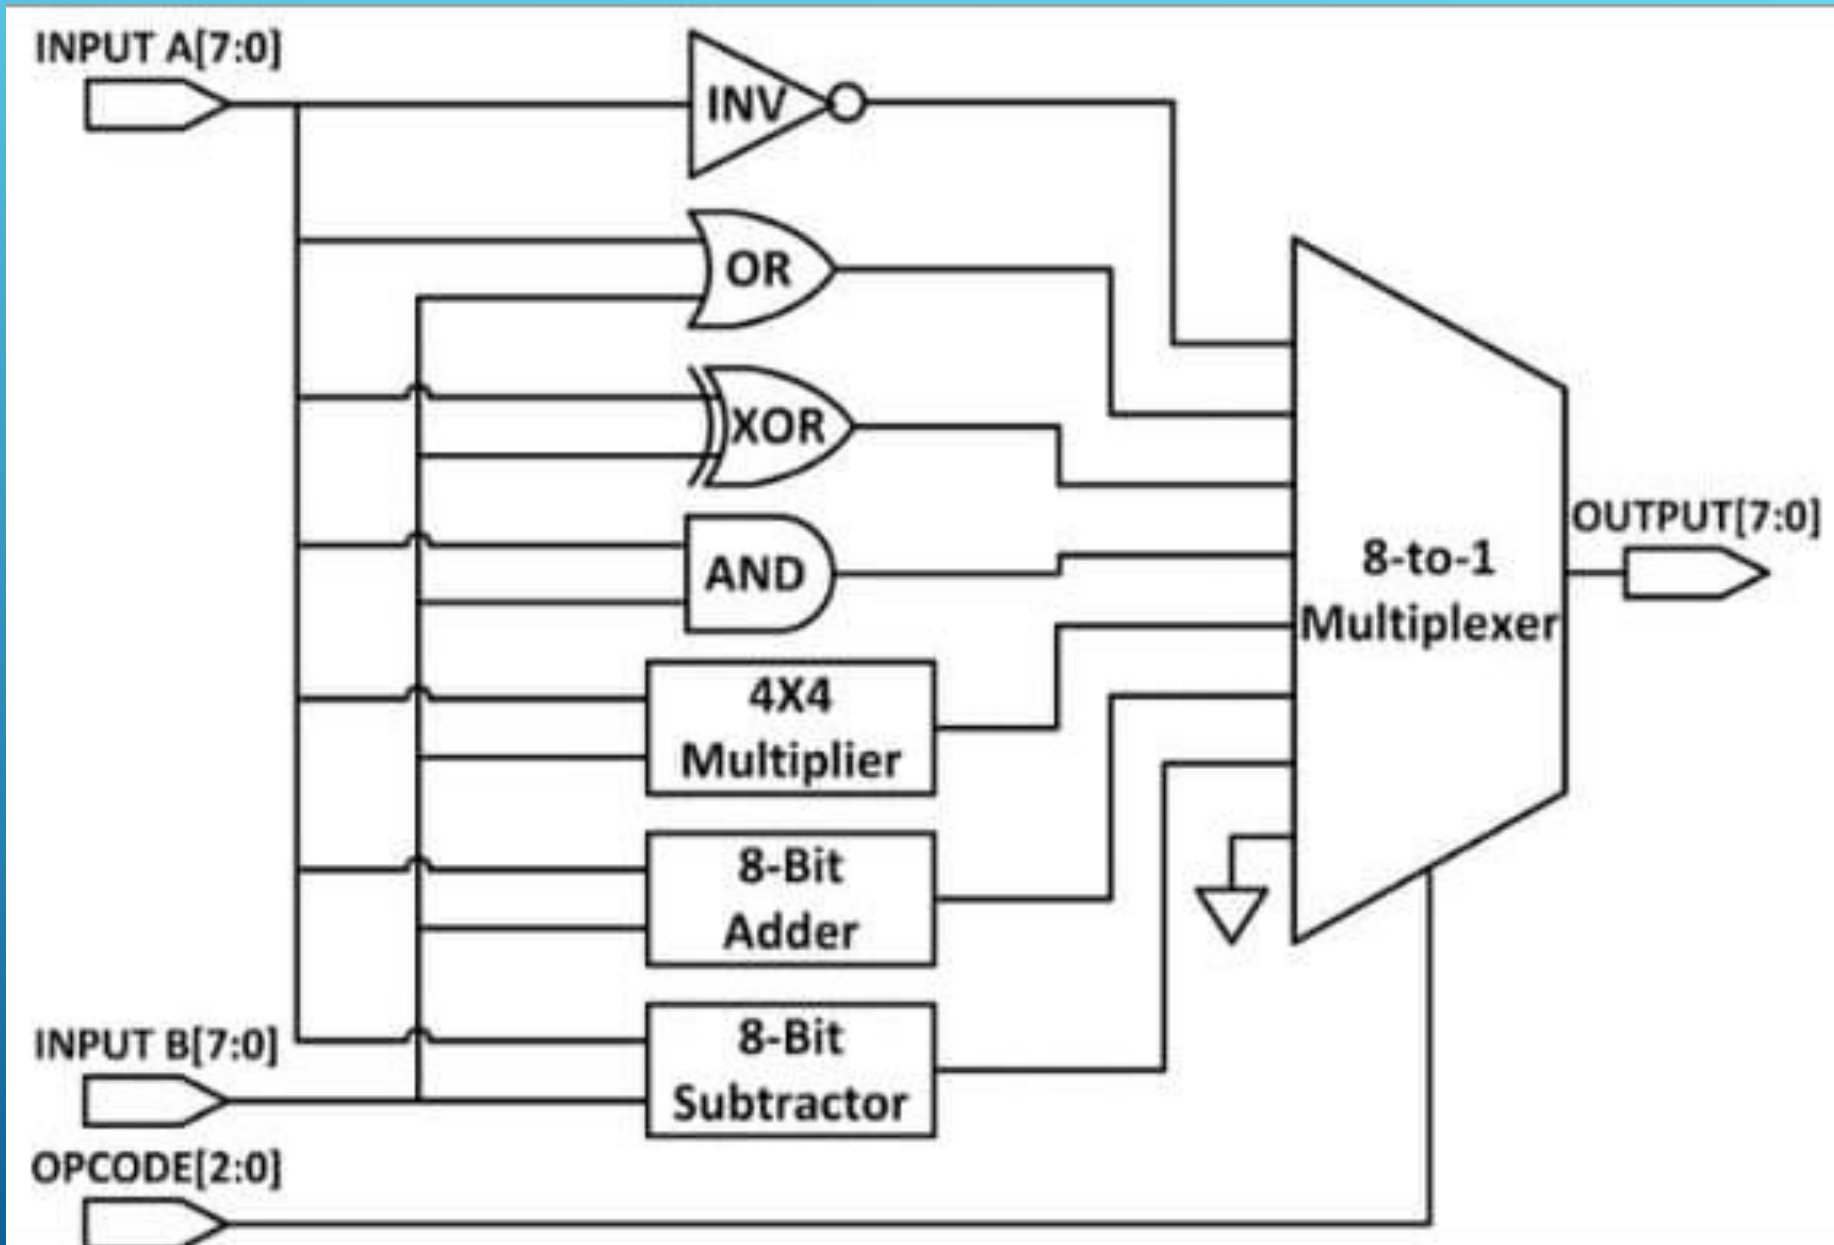 INPUT A[7:0]
INV
OR
XOR
AND
4X4
Multiplier
8-Bit
Adder
8-Bit
Subtractor
INPUT B[7:0]
OPCODE[2:0]
8-to-1
Multiplexer
OUTPUT[7:0]